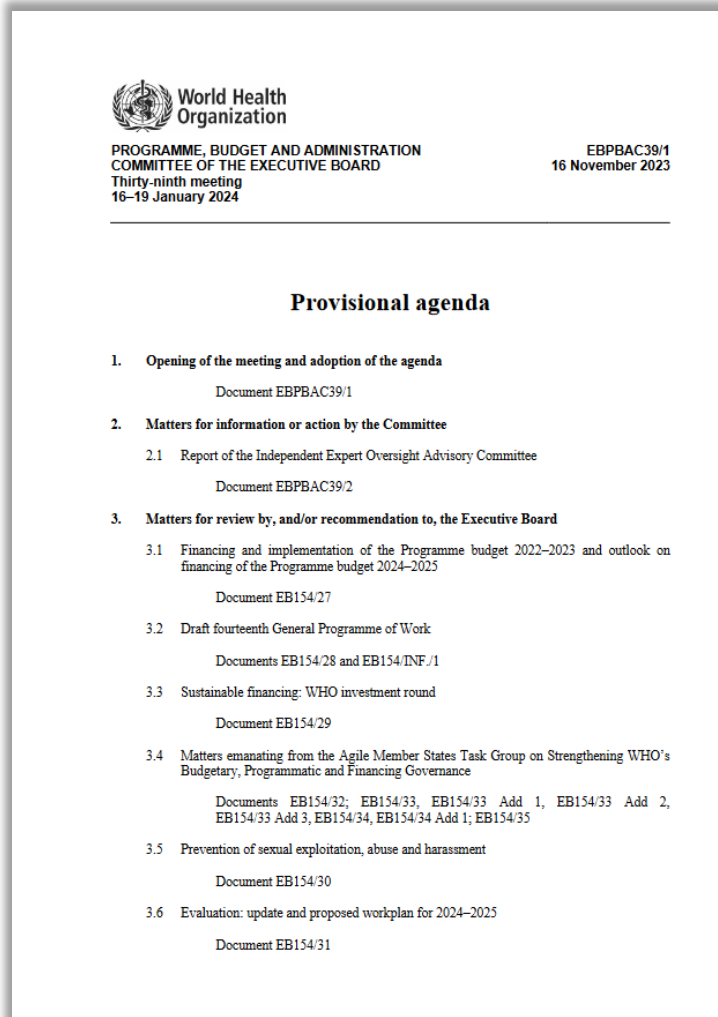 World Health
Organization
PROGRAMME, BUDGET AND ADMINISTRATION
COMMITTEE OF THE EXECUTIVE BOARD
Thirty-ninth meeting
16–19 January 2024
EBPBAC39/1
16 November 2023
Provisional agenda
1. Opening of the meeting and adoption of the agenda
Document EBPBAC39/1
2. Matters for information or action by the Committee
2.1 Report of the Independent Expert Oversight Advisory Committee
Document EBPBAC39/2
3. Matters for review by, and/or recommendation to, the Executive Board
3.1 Financing and implementation of the Programme budget 2022–2023 and outlook on
financing of the Programme budget 2024–2025
Document EB154/27
3.2 Draft fourteenth General Programme of Work
Documents EB154/28 and EB154/INF./1
3.3 Sustainable financing: WHO investment round
Document EB154/29
3.4 Matters emanating from the Agile Member States Task Group on Strengthening WHO’s
Budgetary, Programmatic and Financing Governance
Documents EB154/32; EB154/33, EB154/33 Add 1, EB154/33 Add 2,
EB154/33 Add 3, EB154/34, EB154/34 Add 1; EB154/35
3.5 Prevention of sexual exploitation, abuse and harassment
Document EB154/30
3.6 Evaluation: update and proposed workplan for 2024–2025
Document EB154/31